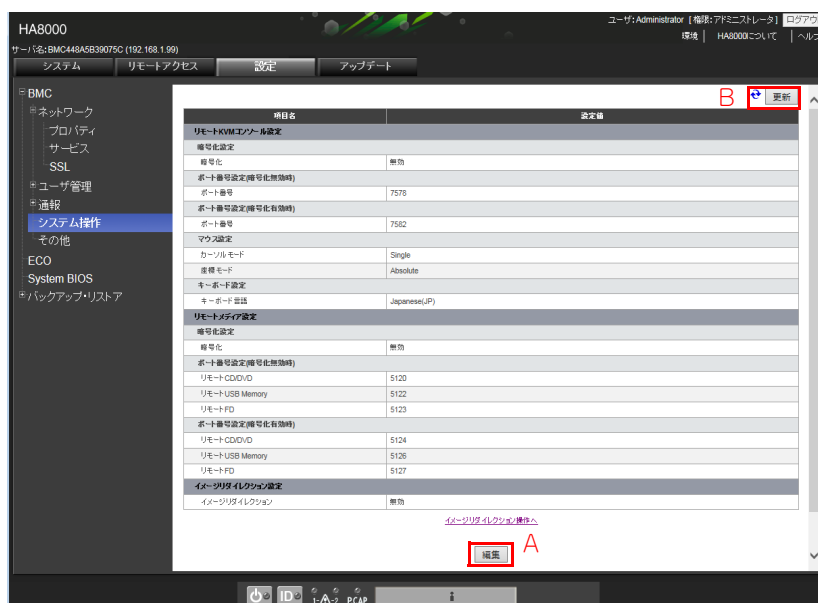 HA8000
ユーザ:Administrator [権限:アドミニストレータ] ログアウ
環境 | HA8000について | ヘルプ
サーバ名:BMC448A5B39075C (192.168.1.99)
システム リモートアクセス 設定 アップデート
BMC
ネットワーク
プロパティ
サービス
SSL
ユーザ管理
通報
システム操作
その他
ECO
System BIOS
バックアップ・リストア
B 更新
項目名 設定値
リモートKVMコンソール設定
暗号化設定
暗号化 無効
ポート番号設定(暗号化無効時)
ポート番号 7578
ポート番号設定(暗号化有効時)
ポート番号 7582
マウス設定
カーソルモード Single
座標モード Absolute
キーボード設定
キーボード言語 Japanese(JP)
リモートメディア設定
暗号化設定
暗号化 無効
ポート番号設定(暗号化無効時)
リモートCD/DVD 5120
リモートUSB Memory 5122
リモートFD 5123
ポート番号設定(暗号化有効時)
リモートCD/DVD 5124
リモートUSB Memory 5126
リモートFD 5127
イメージリダイレクション設定
イメージリダイレクション 無効
イメージリダイレクション操作へ
編集 A
ID 1-2 PCAP i